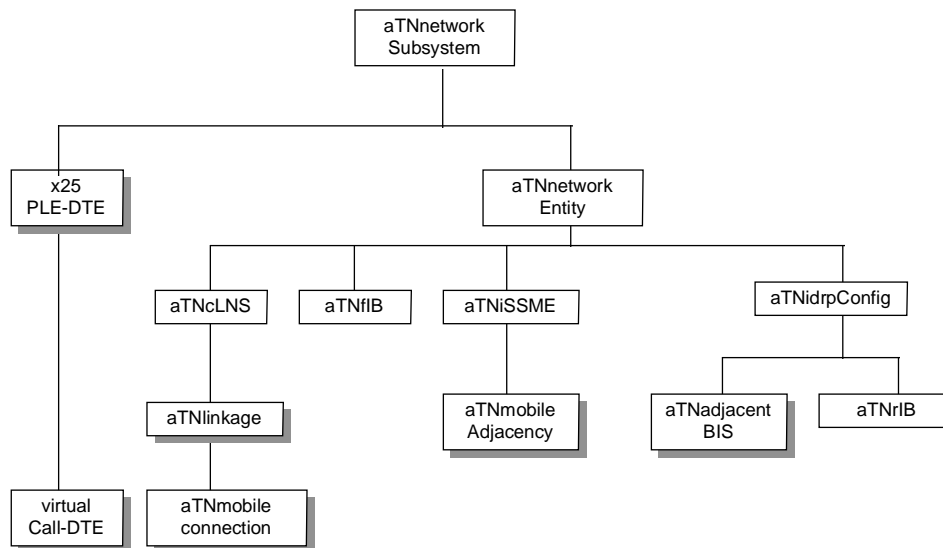 aTNnetwork
Subsystem
x25
PLE-DTE
aTNnetwork
Entity
aTNcLNS
aTNfIB
aTNiSSME
aTNidrpConfig
aTNlinkage
aTNmobile
Adjacency
aTNadjacent
BIS
aTNrIB
virtual
Call-DTE
aTNmobile
connection